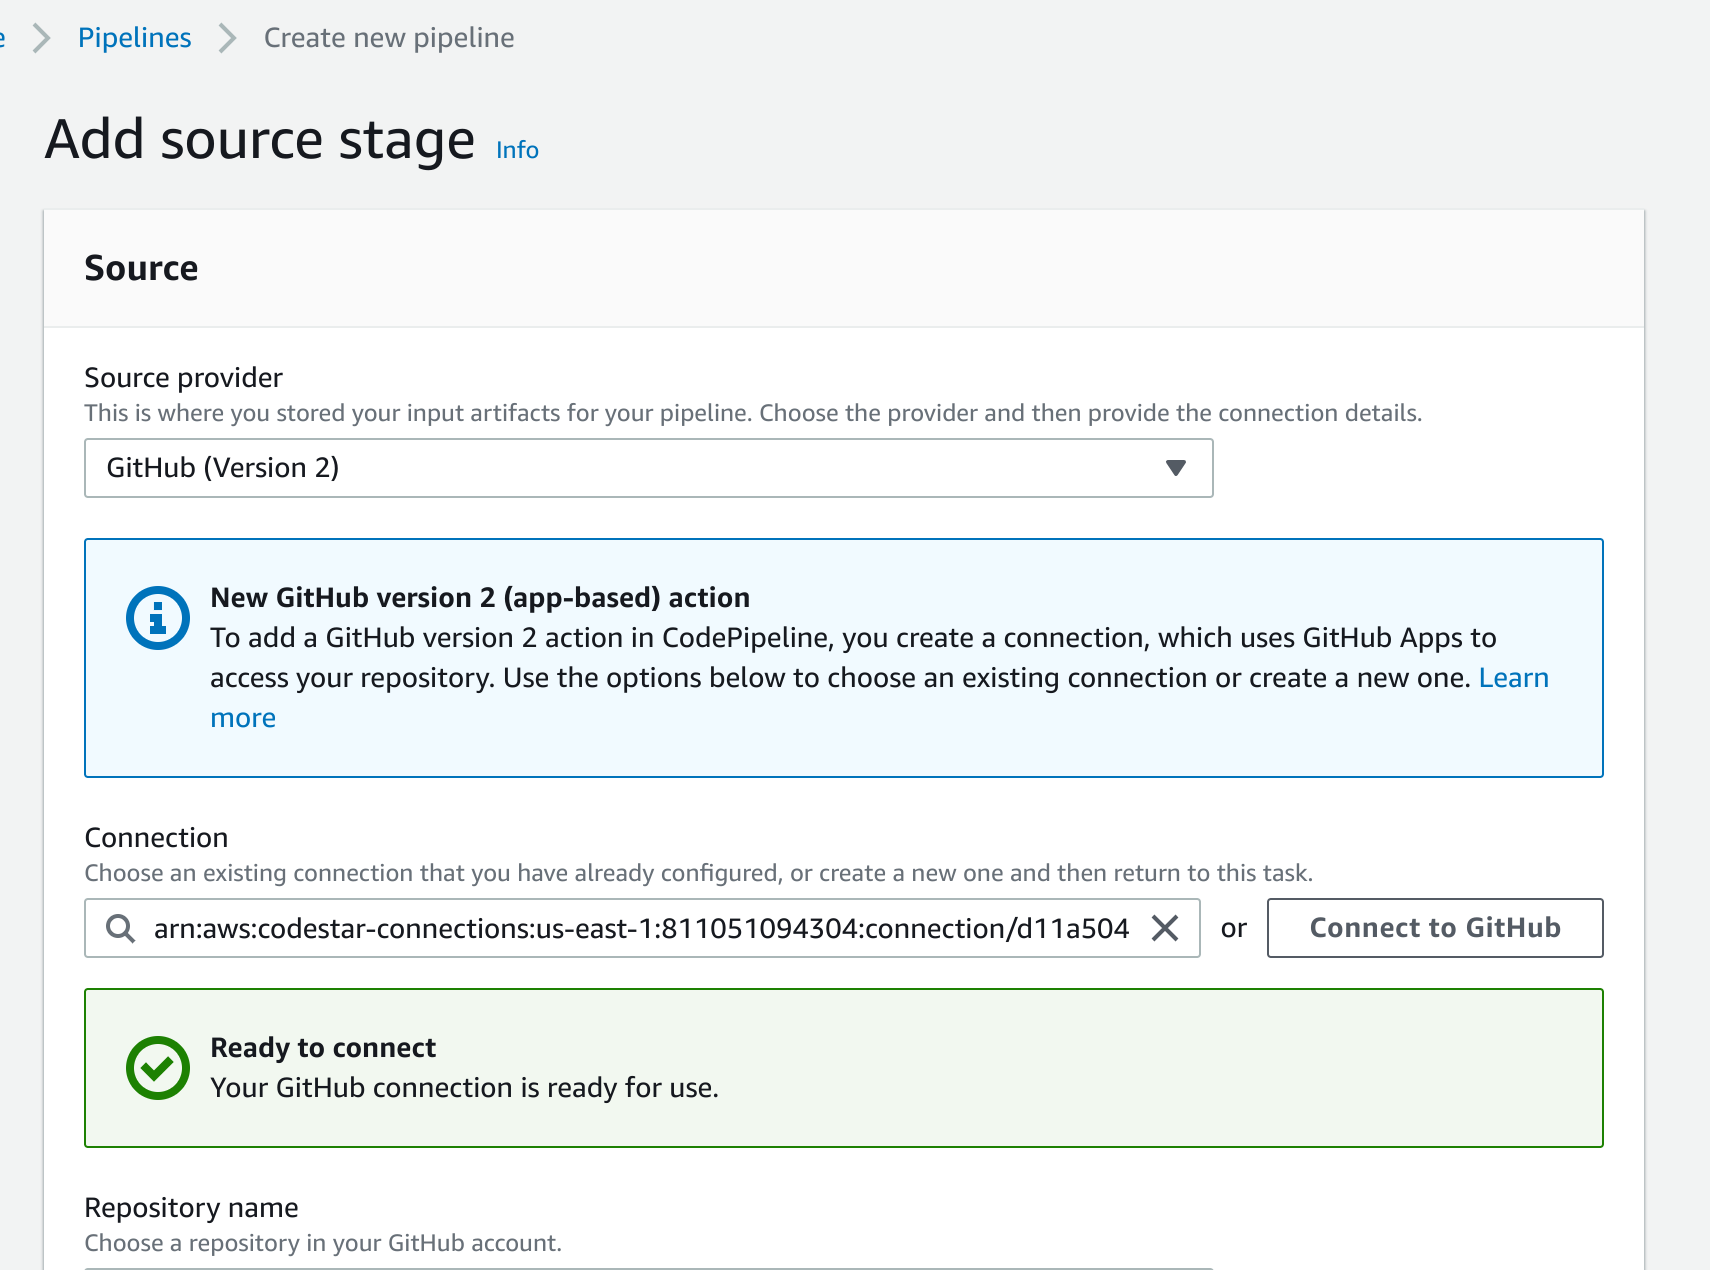 Pipelines
Create new pipeline
Add source stage Info
Source
Source provider
This is where you stored your input artifacts for your pipeline. Choose the provider and then provide the connection details.
GitHub (Version 2)
New GitHub version 2 (app-based) action
To add a GitHub version 2 action in CodePipeline, you create a connection, which uses GitHub Apps to
access your repository. Use the options below to choose an existing connection or create a new one. Learn
more
Connection
Choose an existing connection that you have already configured, or create a new one and then return to this task.
arn:aws:codestar-connections:us-east-1:811051094304:connection/d11a504
or
Connect to GitHub
Ready to connect
Your GitHub connection is ready for use.
Repository name
Choose a repository in your GitHub account.